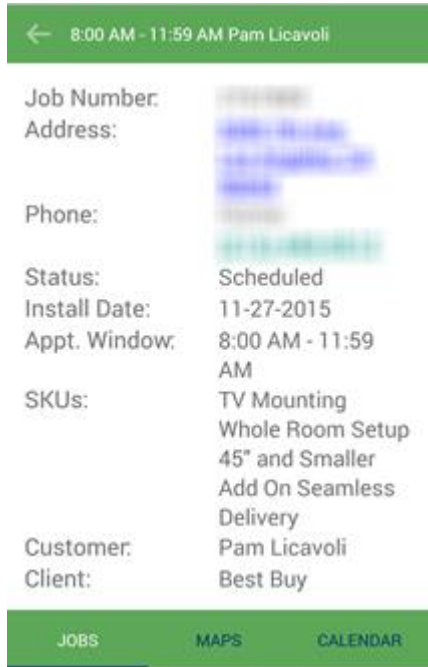 8:00 AM - 11:59 AM Pam Licavoli
Job Number:
Address:
Phone:
Status: Scheduled
Install Date: 11-27-2015
Appt. Window: 8:00 AM - 11:59
AM
SKUs: TV Mounting
Whole Room Setup
45" and Smaller
Add On Seamless
Delivery
Customer: Pam Licavoli
Client: Best Buy
JOBS MAPS CALENDAR